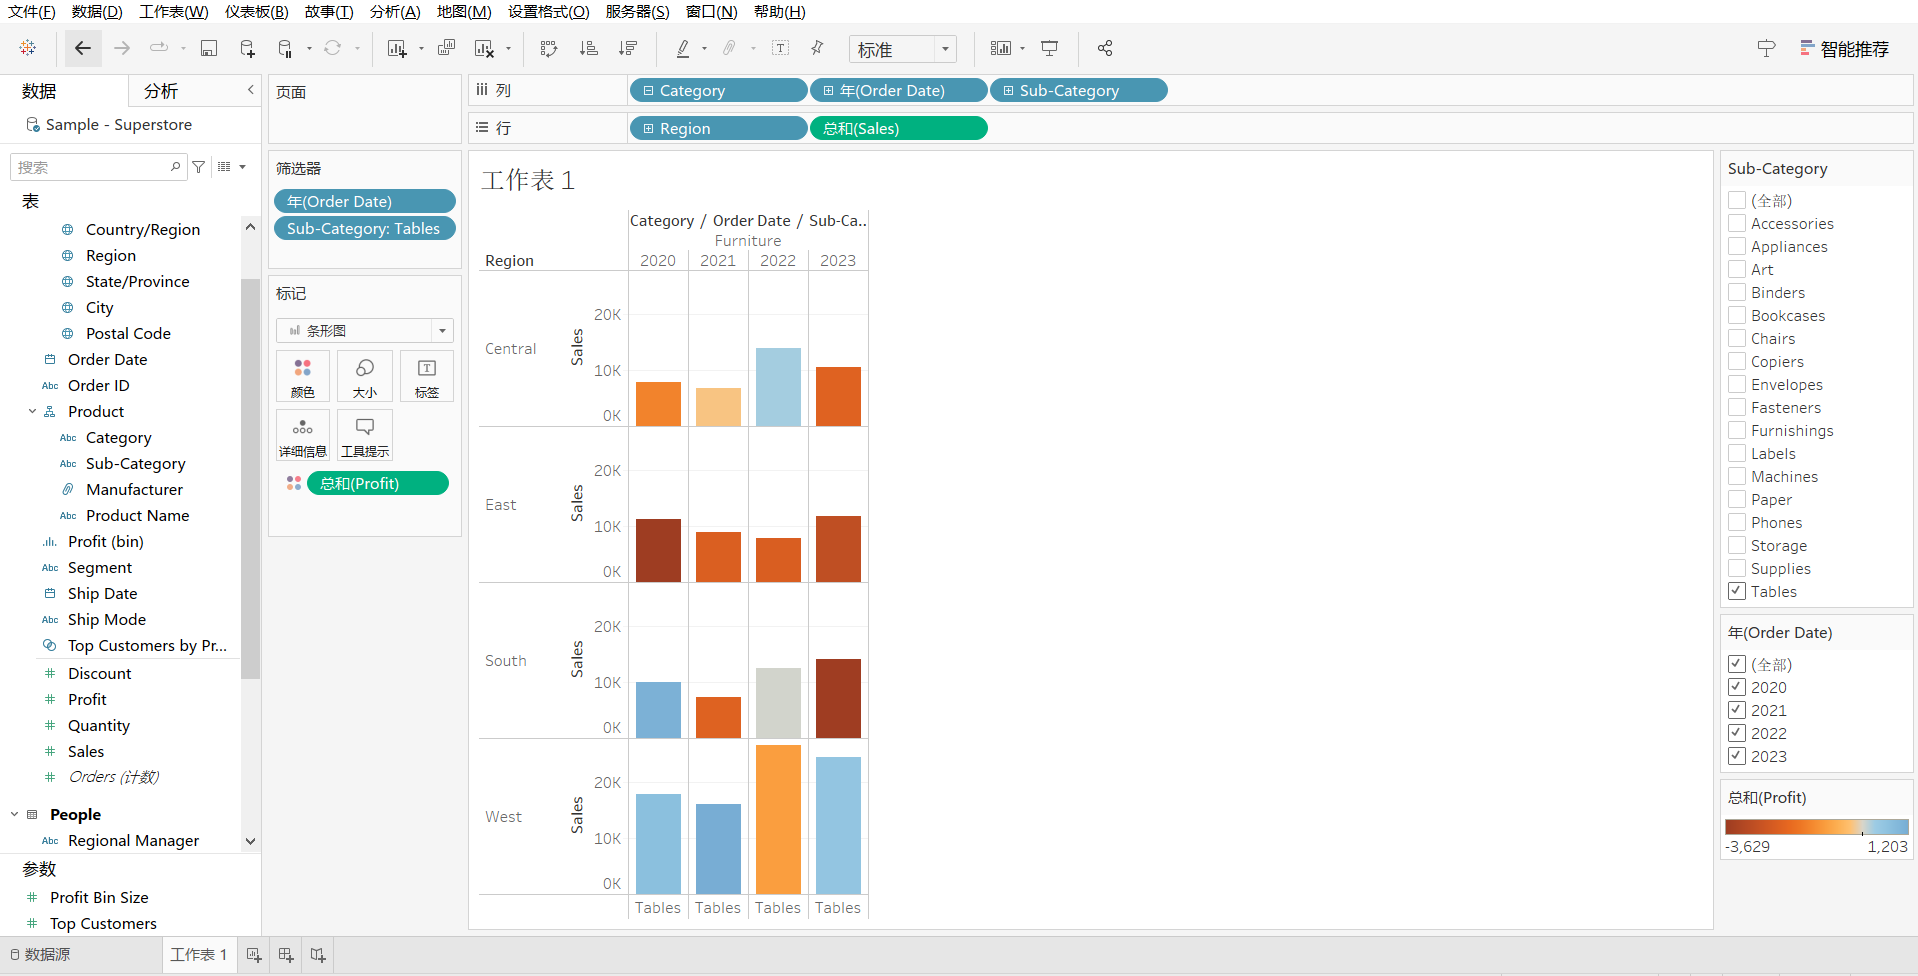 文件(F) 数据(D) 工作表(W) 仪表板(B) 故事(T) 分析(A) 地图(M) 设置格式(O) 服务器(S) 窗口(N) 帮助(H)
标准
智能推荐
数据 分析
Sample - Superstore
搜索
表
Country/Region
Region
State/Province
City
Postal Code
Order Date
Abc Order ID
Product
Abc Category
Abc Sub-Category
Manufacturer
Abc Product Name
Profit (bin)
Abc Segment
Ship Date
Abc Ship Mode
Top Customers by Pr...
Discount
Profit
Quantity
Sales
Orders (计数)
People
Abc Regional Manager
参数
Profit Bin Size
Top Customers
页面
筛选器
年(Order Date)
Sub-Category: Tables
标记
条形图
颜色 大小 标签
详细信息 工具提示
总和(Profit)
列 Category 年(Order Date) Sub-Category
行 Region 总和(Sales)
工作表 1
Category / Order Date / Sub-Ca..
Furniture
Region 2020 2021 2022 2023
Central Sales 20K 10K 0K
East Sales 20K 10K 0K
South Sales 20K 10K 0K
West Sales 20K 10K 0K
Tables Tables Tables Tables
Sub-Category
(全部)
Accessories
Appliances
Art
Binders
Bookcases
Chairs
Copiers
Envelopes
Fasteners
Furnishings
Labels
Machines
Paper
Phones
Storage
Supplies
Tables
年(Order Date)
(全部)
2020
2021
2022
2023
总和(Profit)
-3,629 1,203
数据源 工作表 1